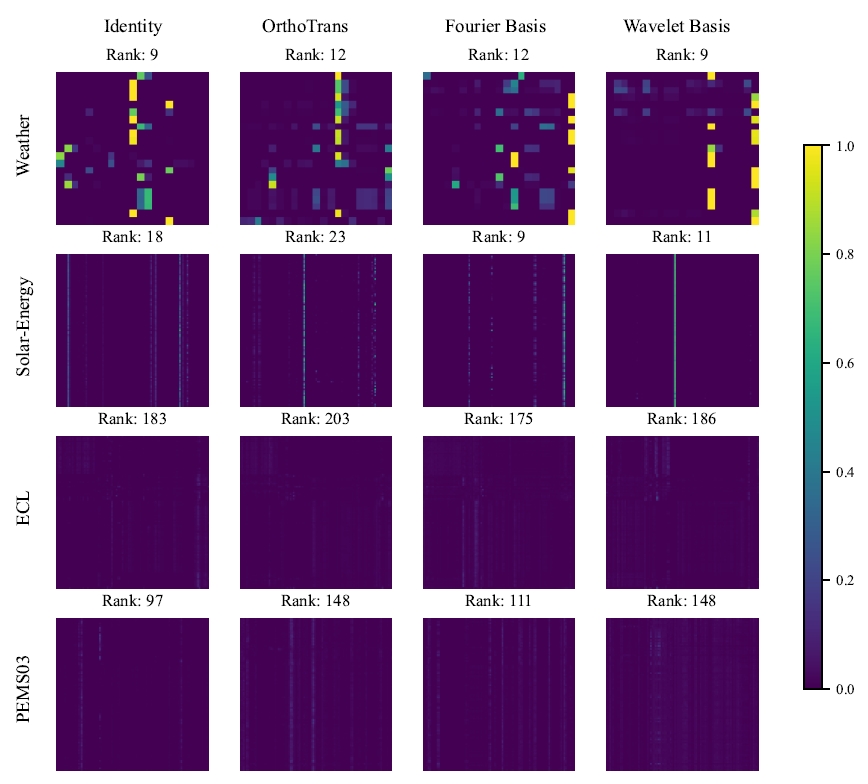 Identity OrthoTrans Fourier Basis Wavelet Basis
Rank: 9 Rank: 12 Rank: 12 Rank: 9
Weather
Rank: 18 Rank: 23 Rank: 9 Rank: 11
Solar-Energy
Rank: 183 Rank: 203 Rank: 175 Rank: 186
ECL
Rank: 97 Rank: 148 Rank: 111 Rank: 148
PEMS03
1.0
0.8
0.6
0.4
0.2
0.0